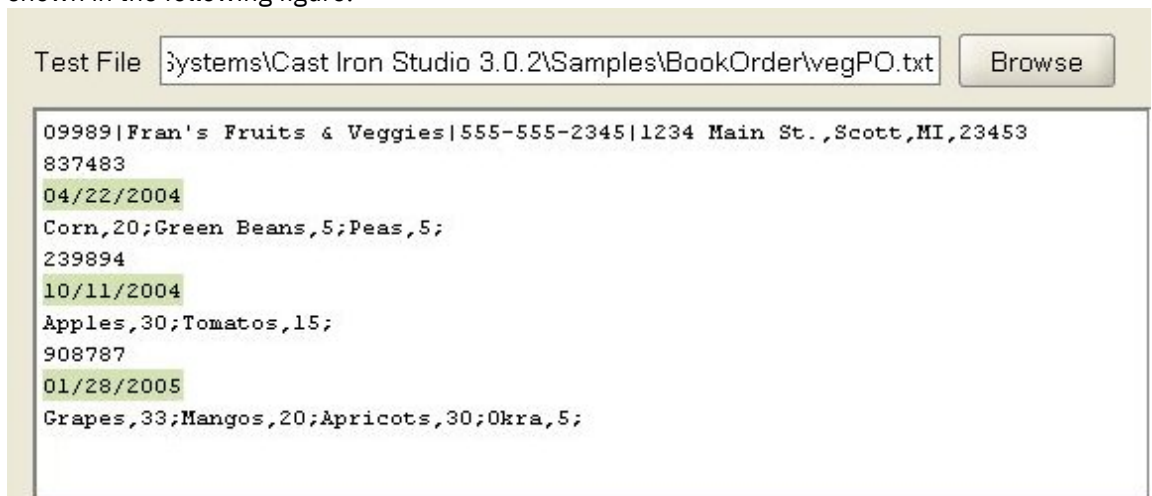 Test File Systems\Cast Iron Studio 3.0.2\Samples\BookOrder\vegPO.txt Browse
09989|Fran's Fruits & Veggies|555-555-2345|1234 Main St.,Scott,MI,23453
837483
04/22/2004
Corn,20;Green Beans,5;Peas,5;
239894
10/11/2004
Apples,30;Tomatos,15;
908787
01/28/2005
Grapes,33;Mangos,20;Apricots,30;Okra,5;